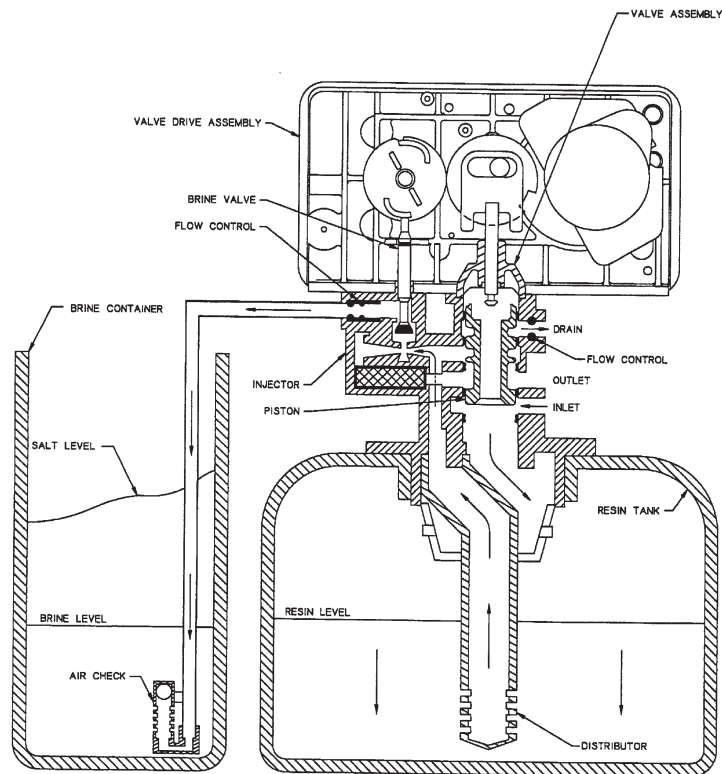 VALVE ASSEMBLY
VALVE DRIVE ASSEMBLY
BRINE VALVE
FLOW CONTROL
BRINE CONTAINER
DRAIN
FLOW CONTROL
INJECTOR
OUTLET
PISTON
INLET
SALT LEVEL
RESIN TANK
BRINE LEVEL
RESIN LEVEL
AIR CHECK
DISTRIBUTOR